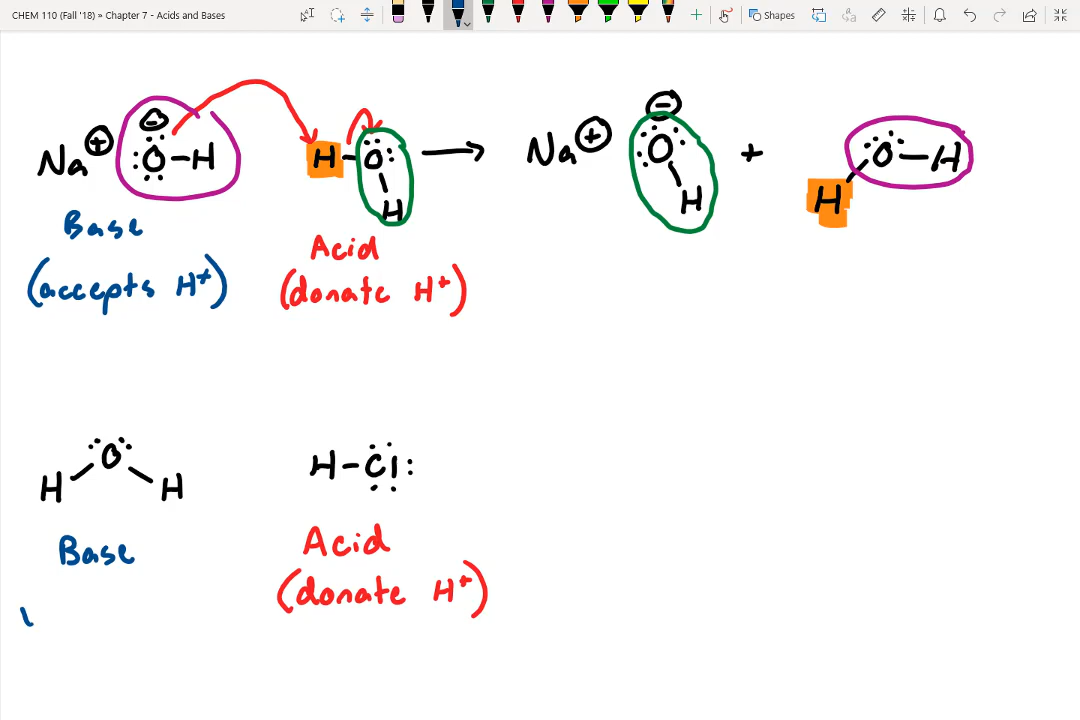 CHEM 110 (Fall '18) » Chapter 7 - Acids and Bases
Shapes
Na⊕ ⊖:Ö–H H–Ö: H → Na⊕ ⊖:Ö: H + H Ö–H
Base
(accepts H⁺)
Acid
(donate H⁺)
H Ö H
H–Cl:
Base
Acid
(donate H⁺)